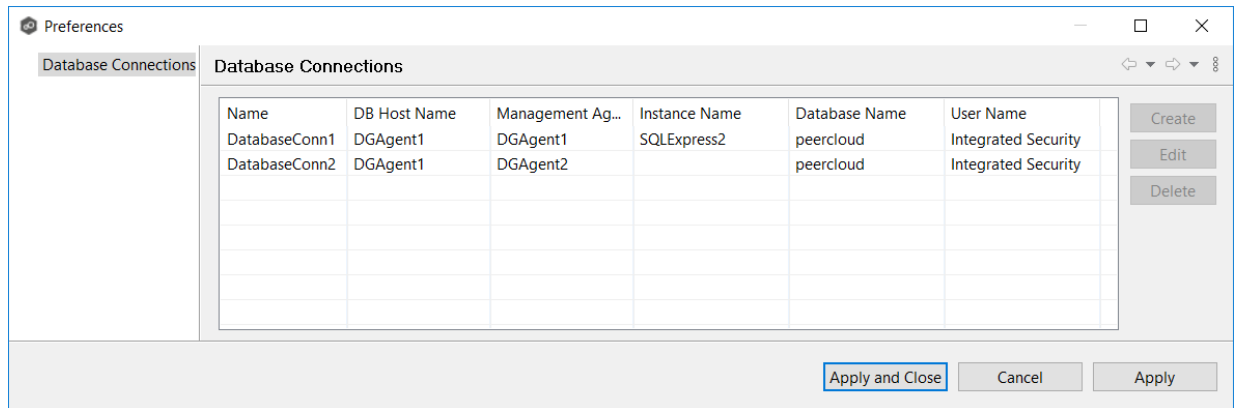 Preferences
Database Connections
Database Connections
Name DB Host Name Management Ag... Instance Name Database Name User Name
DatabaseConn1 DGAgent1 DGAgent1 SQLExpress2 peercloud Integrated Security
DatabaseConn2 DGAgent1 DGAgent2 peercloud Integrated Security
Create
Edit
Delete
Apply and Close Cancel Apply